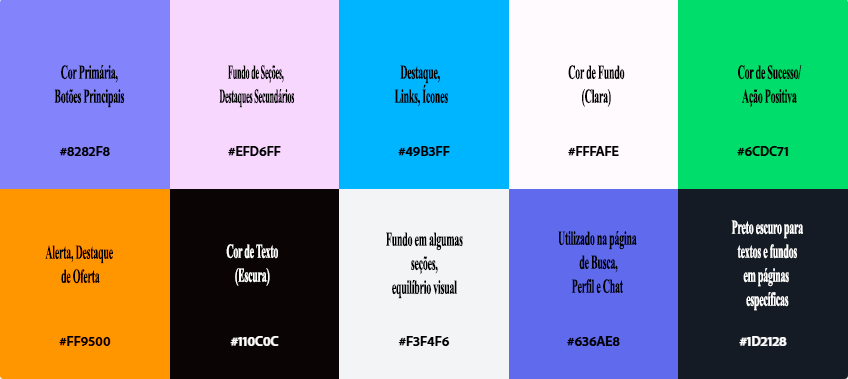 Cor Primária,
Botões Principais
#8282F8
Fundo de Seções,
Destaques Secundários
#EFD6FF
Destaque,
Links, Ícones
#49B3FF
Cor de Fundo
(Clara)
#FFFAFE
Cor de Sucesso/
Ação Positiva
#6CDC71
Alerta, Destaque
de Oferta
#FF9500
Cor de Texto
(Escura)
#110C0C
Fundo em algumas
seções,
equilíbrio visual
#F3F4F6
Utilizado na página
de Busca,
Perfil e Chat
#636AE8
Preto escuro para
textos e fundos
em páginas
específicas
#1D2128